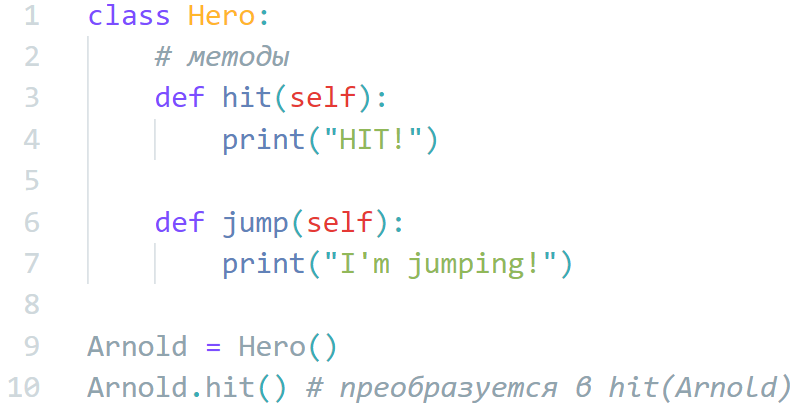 1 class Hero:
2     # методы
3     def hit(self):
4         print("HIT!")
5
6     def jump(self):
7         print("I'm jumping!")
8
9 Arnold = Hero()
10 Arnold.hit() # преобразуется в hit(Arnold)